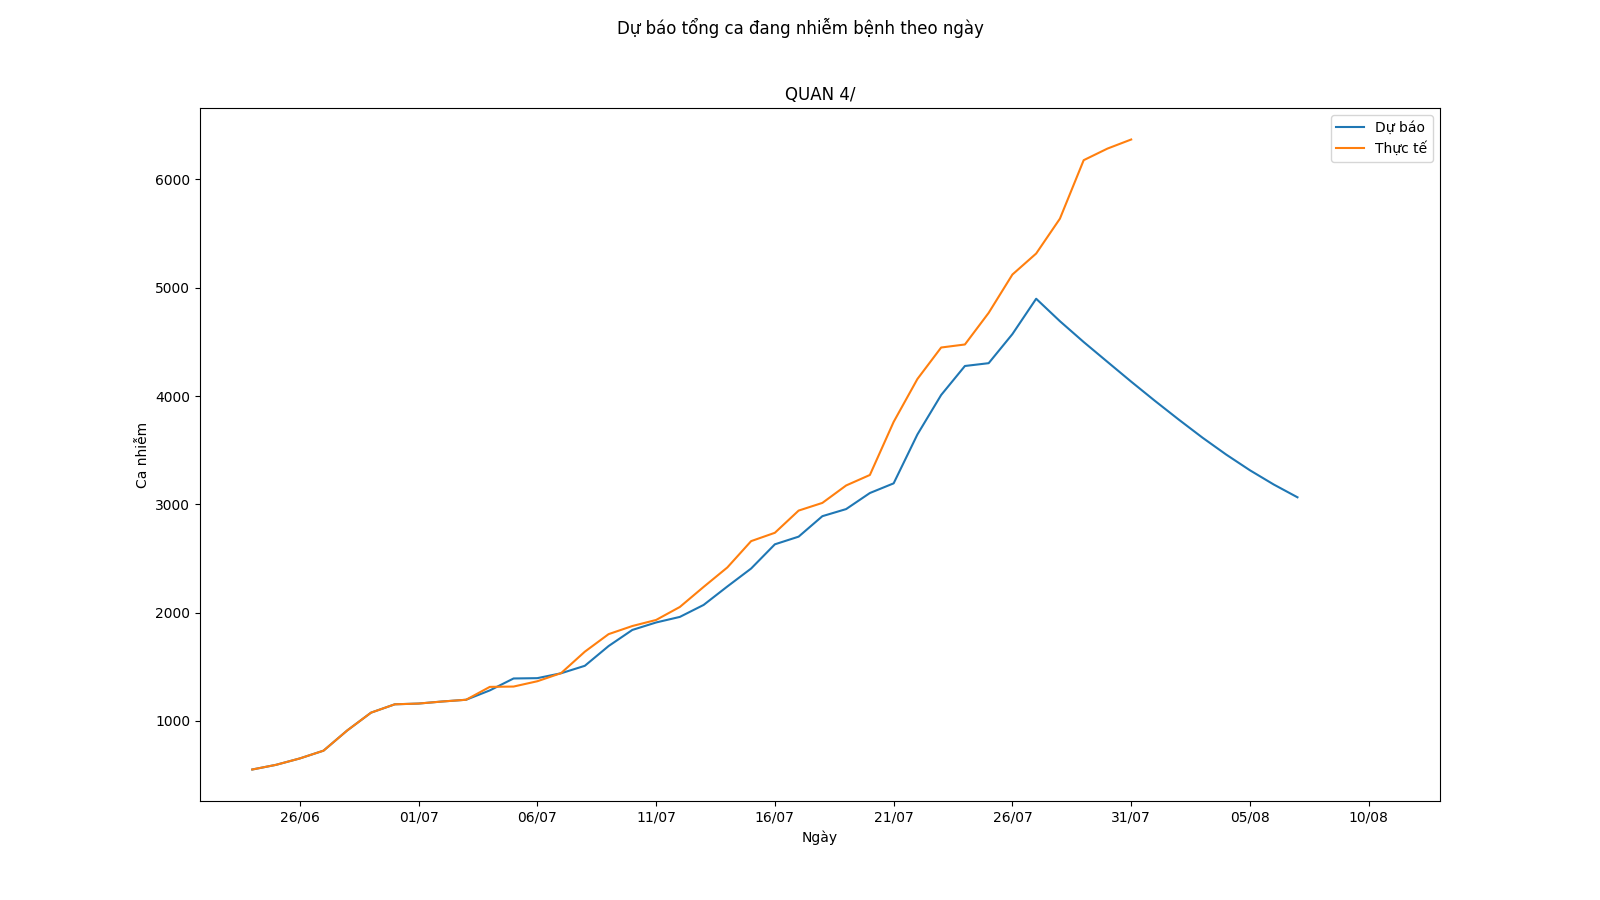 Dự báo tổng ca đang nhiễm bệnh theo ngày
QUAN 4/
Dự báo
Thực tế
6000
5000
4000
3000
2000
1000
Ca nhiễm
26/06
01/07
06/07
11/07
16/07
21/07
26/07
31/07
05/08
10/08
Ngày